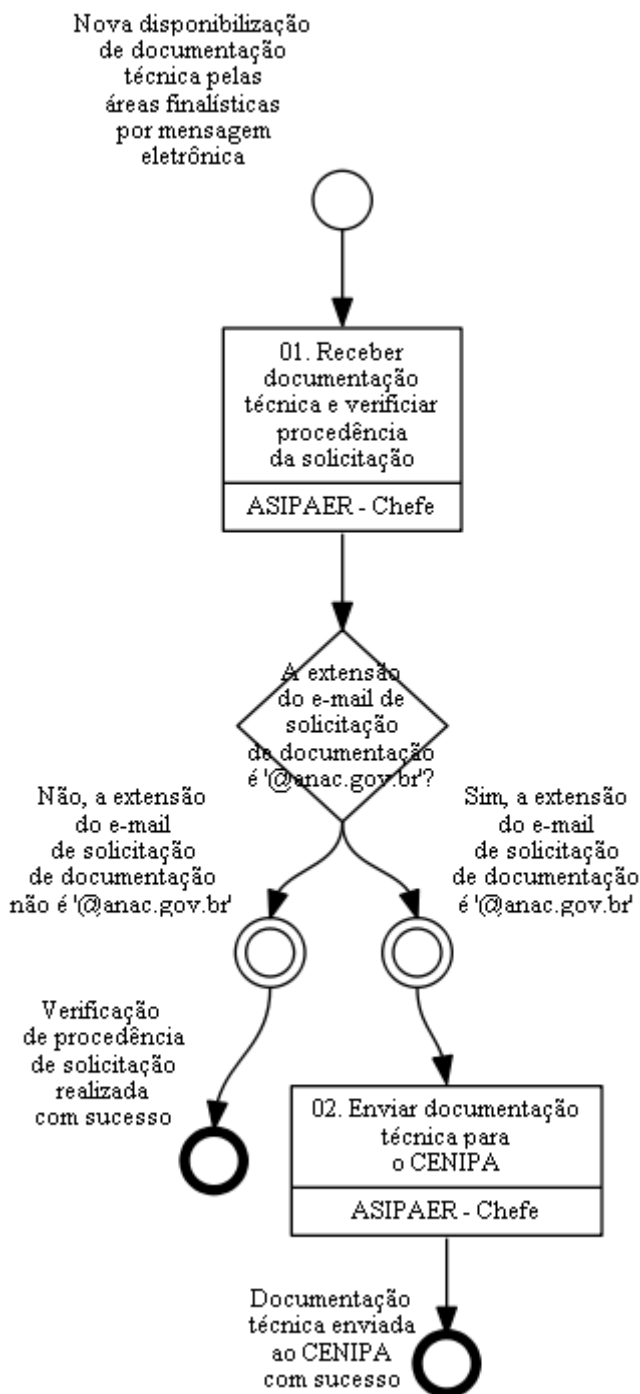 Nova disponibilização
de documentação
técnica pelas
áreas finalísticas
por mensagem
eletrônica
01. Receber
documentação
técnica e verificiar
procedência
da solicitação
ASIPAER - Chefe
A extensão
do e-mail de
solicitação
de documentação
é '@anac.gov.br'?
Não, a extensão
do e-mail
de solicitação
de documentação
não é '@anac.gov.br'
Sim, a extensão
do e-mail
de solicitação
de documentação
é '@anac.gov.br'
Verificação
de procedência
de solicitação
realizada
com sucesso
02. Enviar documentação
técnica para
o CENIPA
ASIPAER - Chefe
Documentação
técnica enviada
ao CENIPA
com sucesso